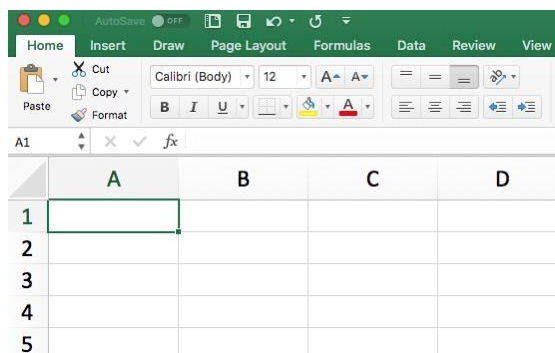 AutoSave OFF
Home Insert Draw Page Layout Formulas Data Review View
Cut
Calibri (Body) 12 A A
Copy
Paste
B I U A
Format
A1 fx
A B C D
1
2
3
4
5